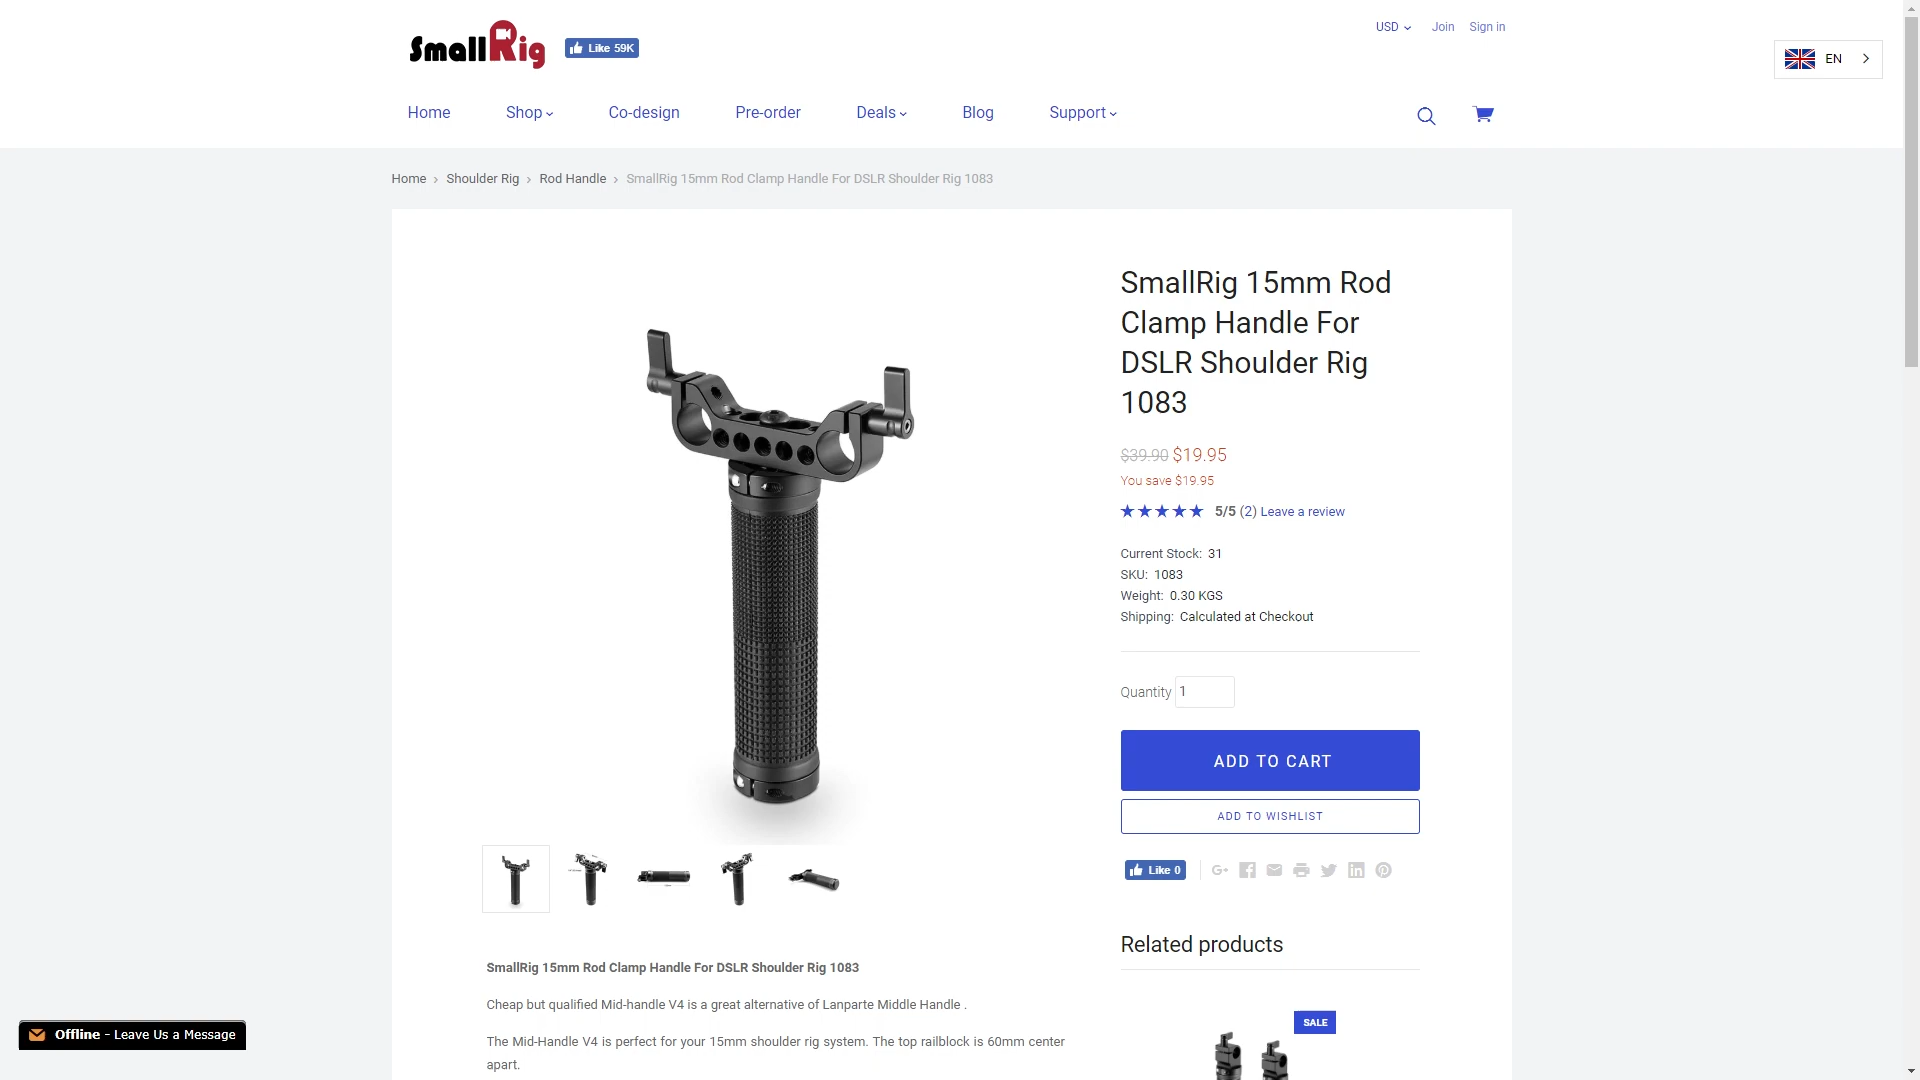 SmallRig
Like 59K
USD
Join
Sign in
EN
Home
Shop
Co-design
Pre-order
Deals
Blog
Support
Home › Shoulder Rig › Rod Handle › SmallRig 15mm Rod Clamp Handle For DSLR Shoulder Rig 1083
SmallRig 15mm Rod
Clamp Handle For
DSLR Shoulder Rig
1083
$39.90 $19.95
You save $19.95
5/5 (2) Leave a review
Current Stock: 31
SKU: 1083
Weight: 0.30 KGS
Shipping: Calculated at Checkout
Quantity 1
ADD TO CART
ADD TO WISHLIST
Like 0
Related products
SALE
SmallRig 15mm Rod Clamp Handle For DSLR Shoulder Rig 1083
Cheap but qualified Mid-handle V4 is a great alternative of Lanparte Middle Handle .
The Mid-Handle V4 is perfect for your 15mm shoulder rig system. The top railblock is 60mm center
apart.
Offline - Leave Us a Message